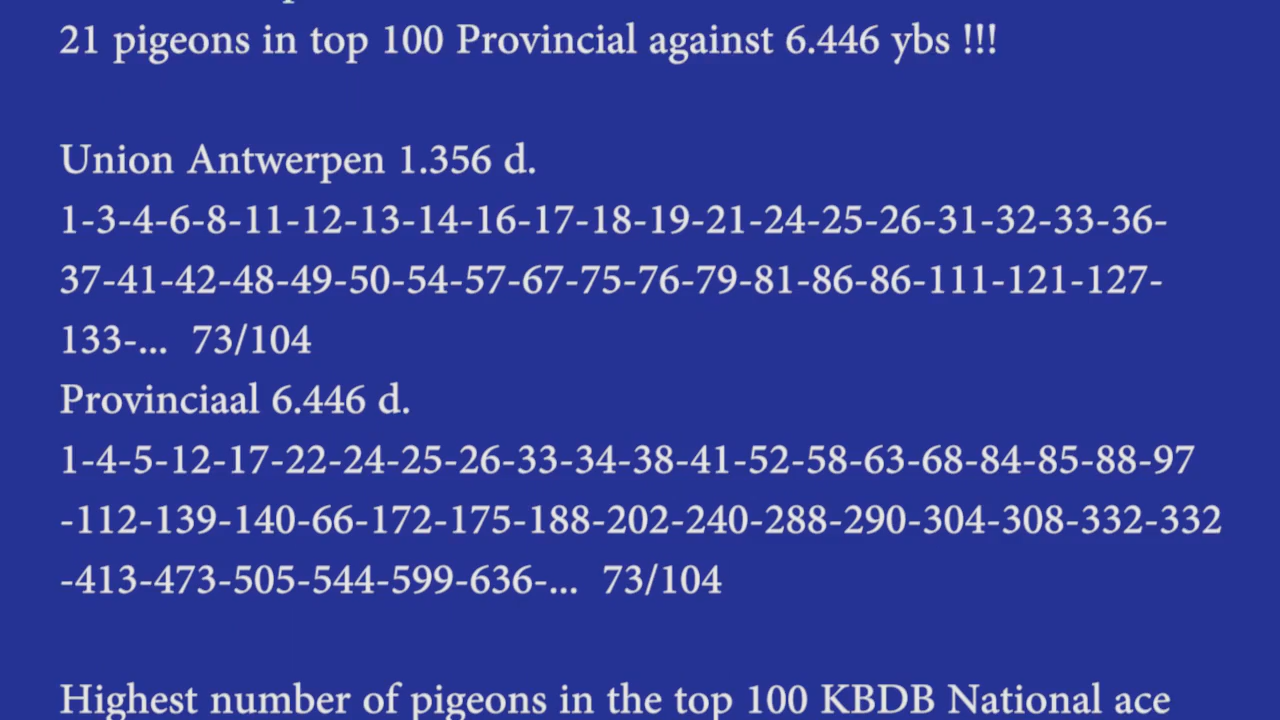 21 pigeons in top 100 Provincial against 6.446 ybs !!!
Union Antwerpen 1.356 d.
1-3-4-6-8-11-12-13-14-16-17-18-19-21-24-25-26-31-32-33-36-
37-41-42-48-49-50-54-57-67-75-76-79-81-86-86-111-121-127-
133-... 73/104
Provinciaal 6.446 d.
1-4-5-12-17-22-24-25-26-33-34-38-41-52-58-63-68-84-85-88-97
-112-139-140-66-172-175-188-202-240-288-290-304-308-332-332
-413-473-505-544-599-636-... 73/104
Highest number of pigeons in the top 100 KBDB National ace